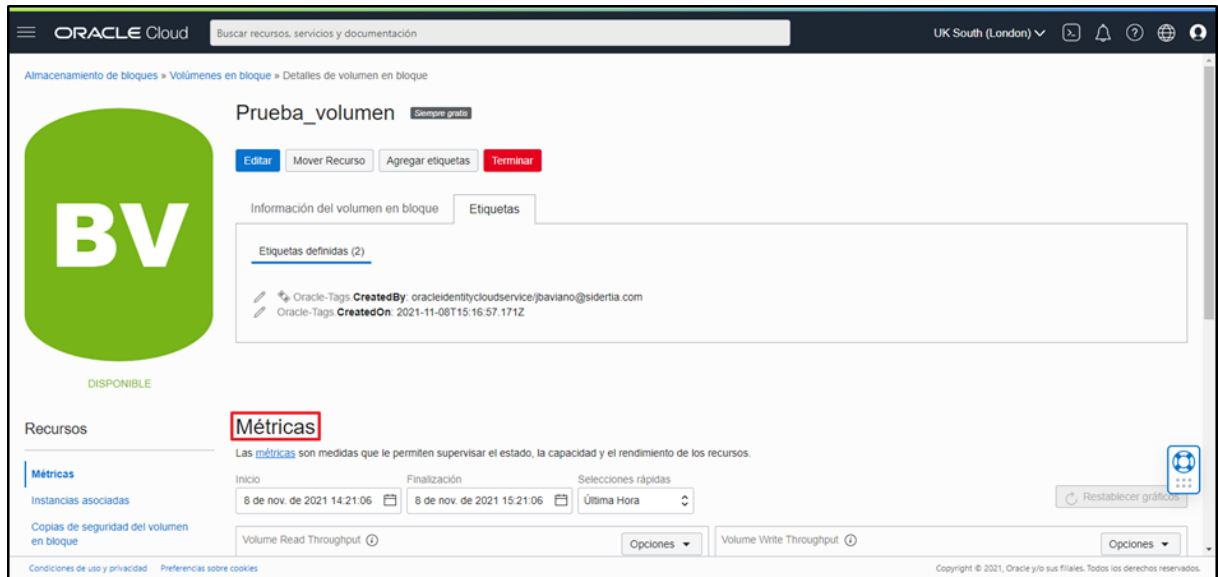 ORACLE Cloud
Buscar recursos, servicios y documentación
UK South (London)
Almacenamiento de bloques » Volúmenes en bloque » Detalles de volumen en bloque
BV
DISPONIBLE
Prueba_volumen Siempre gratis
Editar Mover Recurso Agregar etiquetas Terminar
Información del volumen en bloque Etiquetas
Etiquetas definidas (2)
Oracle-Tags.CreatedBy: oracleidentitycloudservice/jbaviano@sidertia.com
Oracle-Tags.CreatedOn: 2021-11-08T15:16:57.171Z
Recursos
Métricas
Instancias asociadas
Copias de seguridad del volumen
en bloque
Métricas
Las métricas son medidas que le permiten supervisar el estado, la capacidad y el rendimiento de los recursos.
Inicio Finalización Selecciones rápidas
8 de nov. de 2021 14:21:06 8 de nov. de 2021 15:21:06 Última Hora Restablecer gráficos
Volume Read Throughput Opciones Volume Write Throughput Opciones
Condiciones de uso y privacidad Preferencias sobre cookies Copyright © 2021, Oracle y/o sus filiales. Todos los derechos reservados.